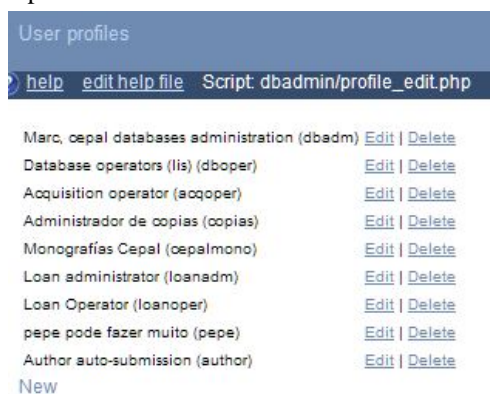 User profiles
help edit help file Script: dbadmin/profile_edit.php
Marc, cepal databases administration (dbadm) Edit | Delete
Database operators (lis) (dboper) Edit | Delete
Acquisition operator (acqoper) Edit | Delete
Administrador de copias (copias) Edit | Delete
Monografías Cepal (cepalmono) Edit | Delete
Loan administrator (loanadm) Edit | Delete
Loan Operator (loanoper) Edit | Delete
pepe pode fazer muito (pepe) Edit | Delete
Author auto-submission (author) Edit | Delete
New